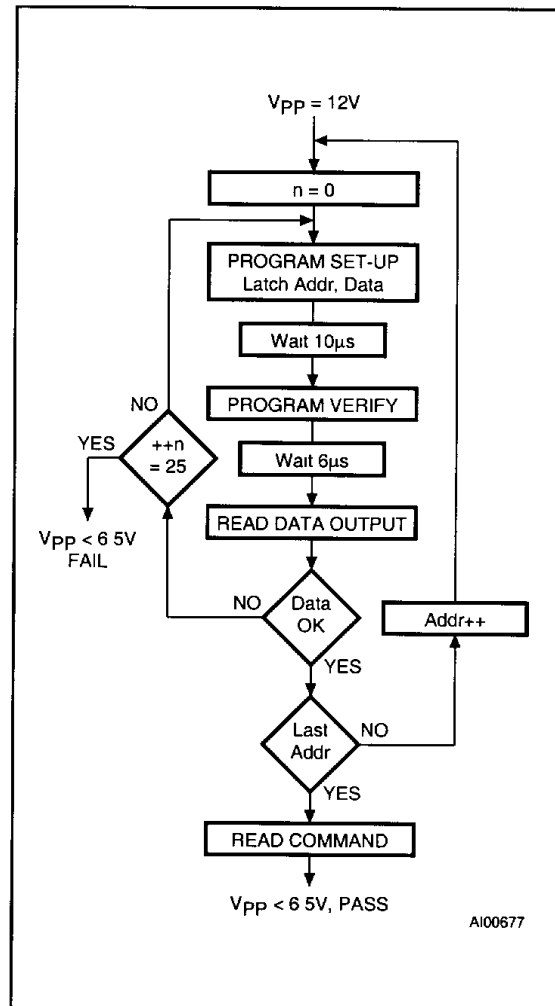 VPP = 12V
n = 0
PROGRAM SET-UP
Latch Addr, Data
Wait 10µs
NO
PROGRAM VERIFY
YES
++n
= 25
Wait 6µs
VPP < 6 5V
FAIL
READ DATA OUTPUT
NO
Data
OK
Addr++
YES
Last
Addr
NO
YES
READ COMMAND
VPP < 6 5V, PASS
AI00677